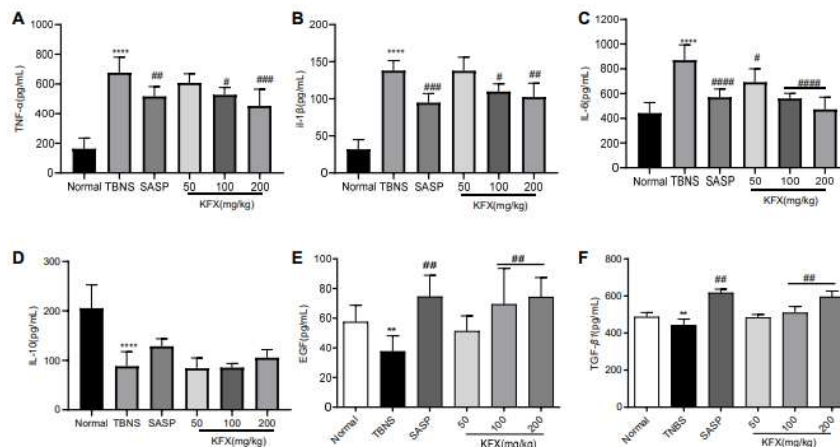 A
TNF-α(pg/mL)
1000
800
600
400
200
0
****
##
#
###
Normal TBNS SASP 50 100 200
KFX(mg/kg)
B
il-1β(pg/mL)
200
150
100
50
0
****
###
#
##
Normal TBNS SASP 50 100 200
KFX(mg/kg)
C
IL-6(pg/mL)
1200
1000
800
600
400
200
0
****
####
#
####
Normal TBNS SASP 50 100 200
KFX(mg/kg)
D
IL-10(pg/mL)
300
200
100
0
****
Normal TBNS SASP 50 100 200
KFX(mg/kg)
E
EGF(pg/mL)
100
80
60
40
20
0
**
##
##
Normal TBNS SASP 50 100 200
KFX(mg/kg)
F
TGF-β1(pg/mL)
800
600
400
200
0
**
##
##
Normal TNBS SASP 50 100 200
KFX(mg/kg)